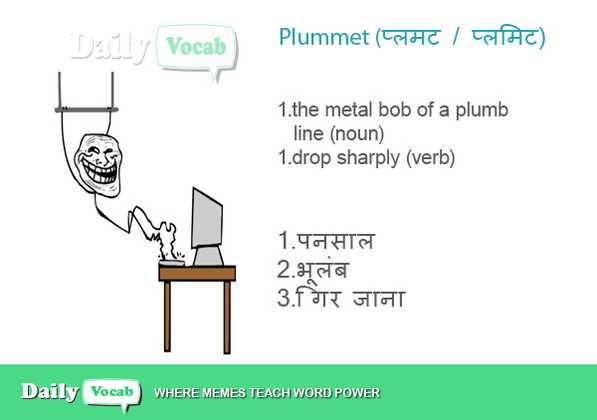 Daily Vocab
Plummet (प्लमट / प्लमिट)
1.the metal bob of a plumb
line (noun)
1.drop sharply (verb)
1.पनसाल
2.भूलंब
3.गिर जाना
Daily Vocab WHERE MEMES TEACH WORD POWER